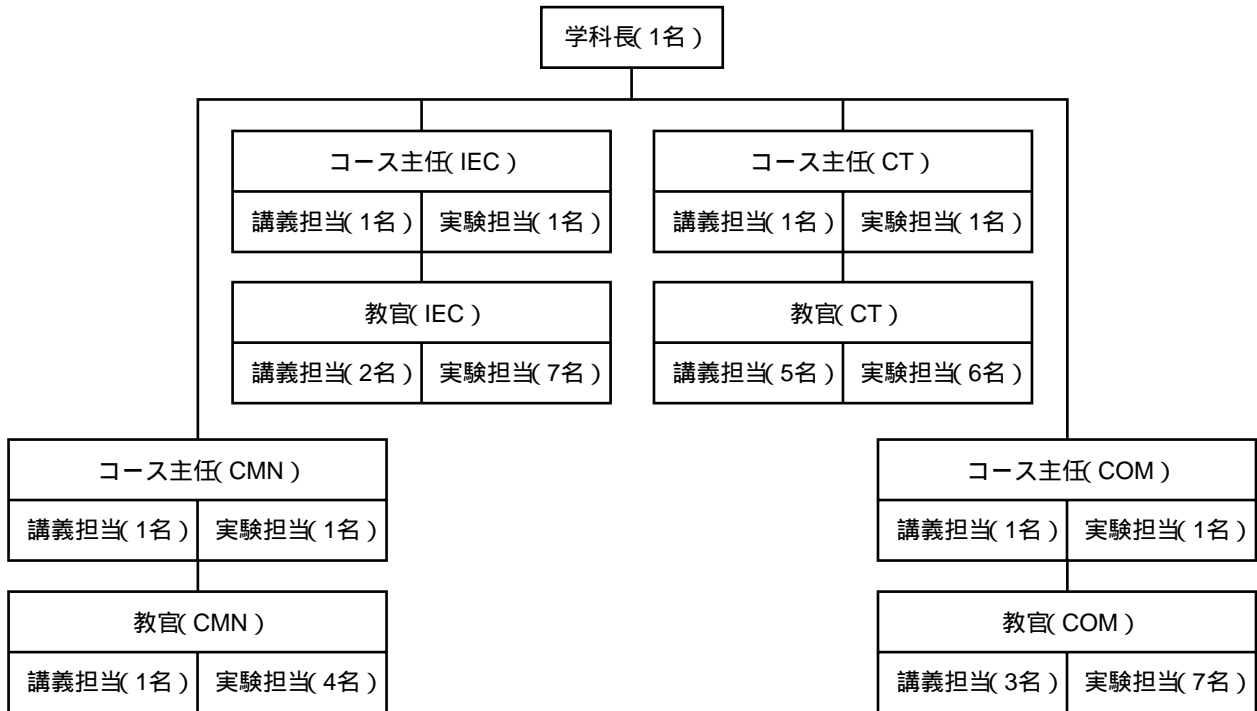 学科長(1名)
コース主任(IEC)
講義担当(1名) 実験担当(1名)
教官(IEC)
講義担当(2名) 実験担当(7名)
コース主任(CT)
講義担当(1名) 実験担当(1名)
教官(CT)
講義担当(5名) 実験担当(6名)
コース主任(CMN)
講義担当(1名) 実験担当(1名)
教官(CMN)
講義担当(1名) 実験担当(4名)
コース主任(COM)
講義担当(1名) 実験担当(1名)
教官(COM)
講義担当(3名) 実験担当(7名)